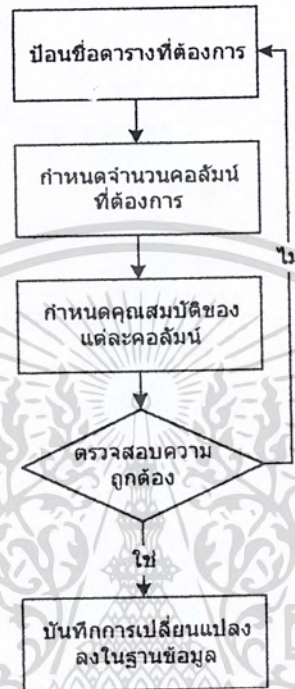 ป้อนชื่อตารางที่ต้องการ
กำหนดจำนวนคอลัมน์
ที่ต้องการ
กำหนดคุณสมบัติของ
แต่ละคอลัมน์
ตรวจสอบความ
ถูกต้อง
ใช่
บันทึกการเปลี่ยนแปลง
ลงในฐานข้อมูล